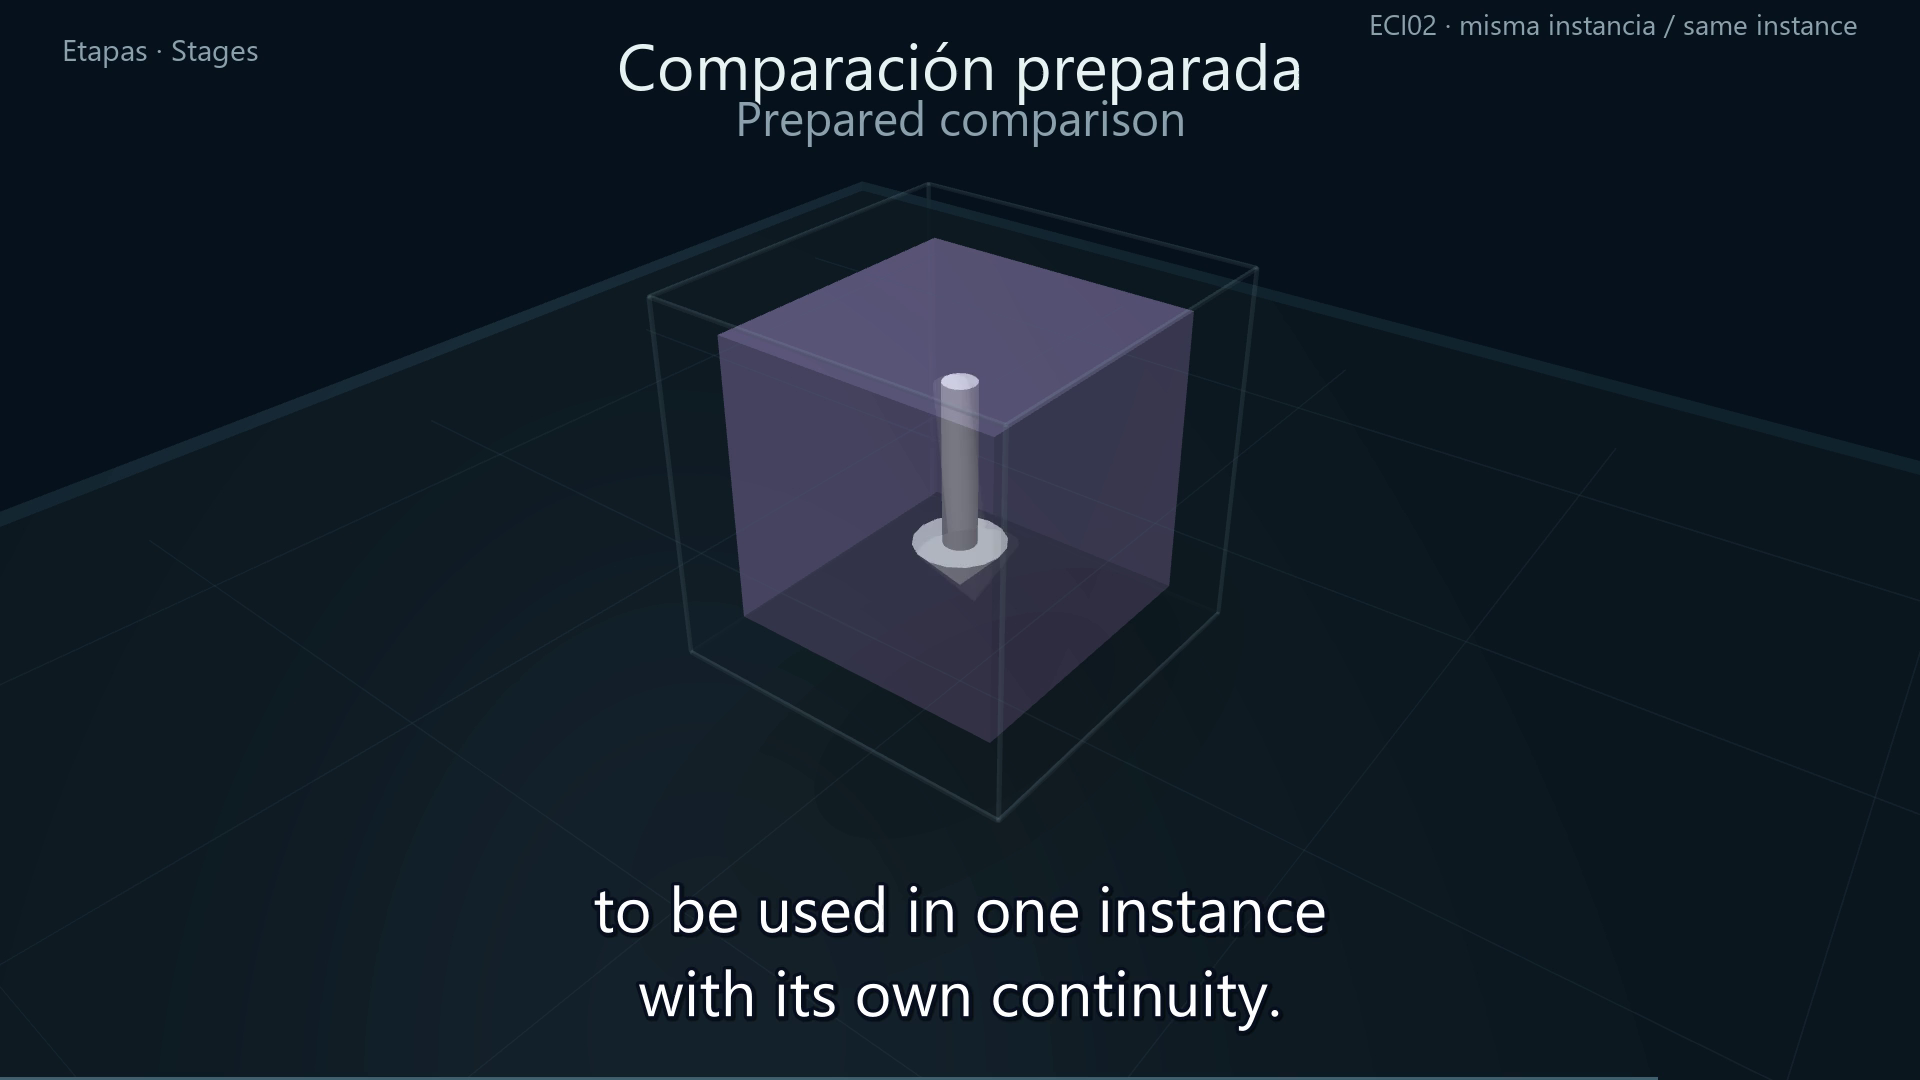 Etapas · Stages
ECI02 · misma instancia / same instance
Comparación preparada
Prepared comparison
to be used in one instance
with its own continuity.